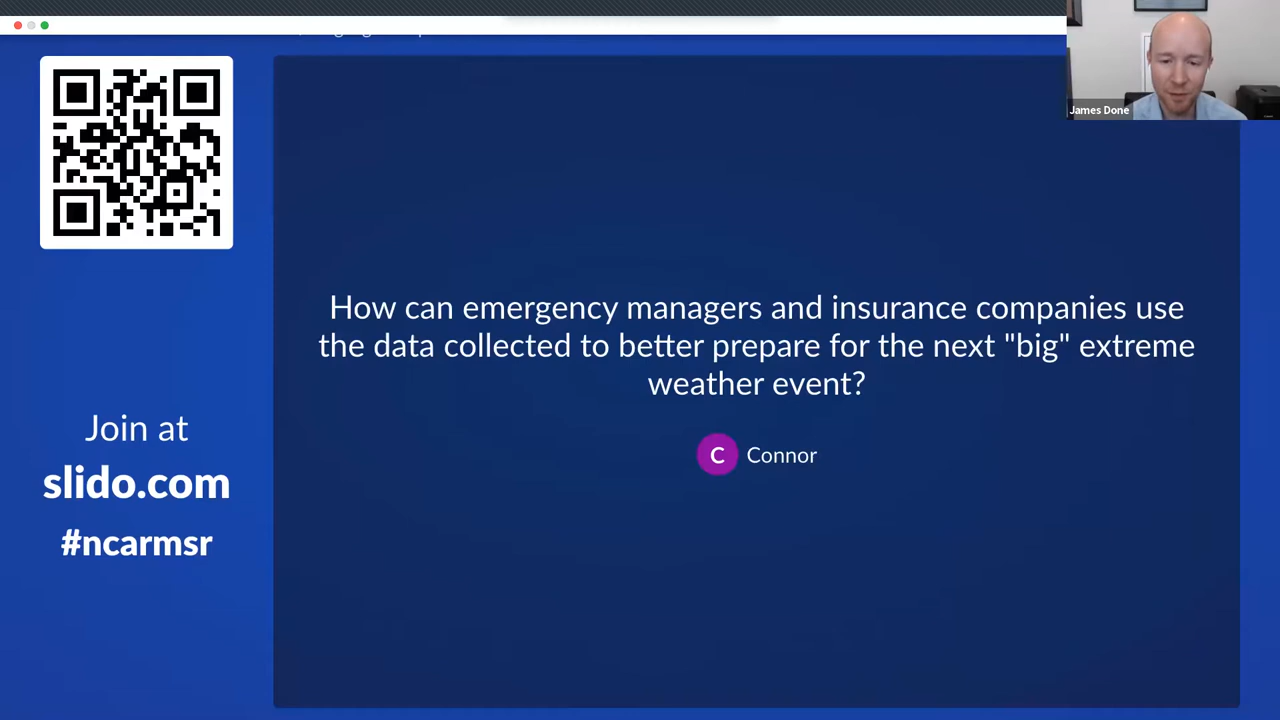 James Done
How can emergency managers and insurance companies use
the data collected to better prepare for the next "big" extreme
weather event?
C Connor
Join at
slido.com
#ncarmsr